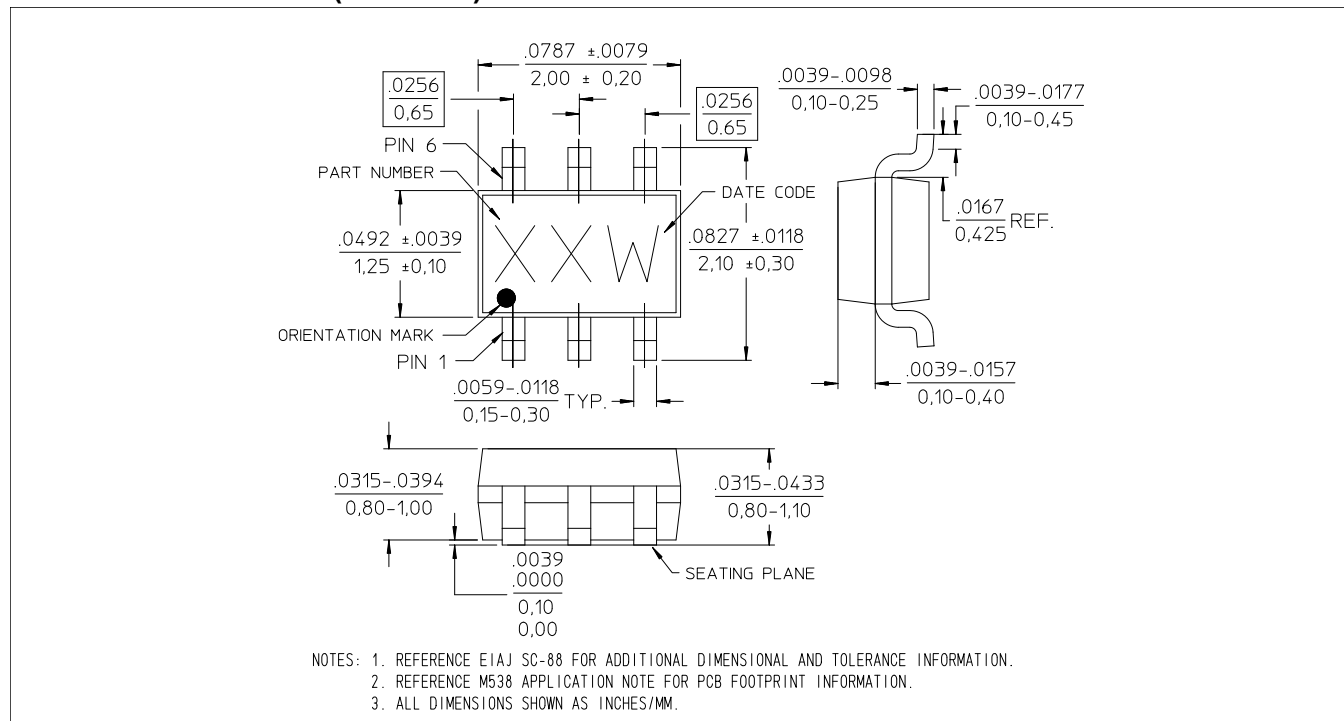 .0787 ±.0079
2,00 ± 0,20
.0256
0,65
.0256
0.65
.0039-.0098
0,10-0,25
.0039-.0177
0,10-0,45
PIN 6
PART NUMBER
DATE CODE
.0492 ±.0039
1,25 ±0,10
XXW
.0827 ±.0118
2,10 ±0,30
.0167
0,425
REF.
ORIENTATION MARK
PIN 1
.0059-.0118
0,15-0,30
TYP.
.0039-.0157
0,10-0,40
.0315-.0394
0,80-1,00
.0315-.0433
0,80-1,10
.0039
.0000
0,10
0,00
SEATING PLANE
NOTES: 1. REFERENCE EIAJ SC-88 FOR ADDITIONAL DIMENSIONAL AND TOLERANCE INFORMATION.
2. REFERENCE M538 APPLICATION NOTE FOR PCB FOOTPRINT INFORMATION.
3. ALL DIMENSIONS SHOWN AS INCHES/MM.